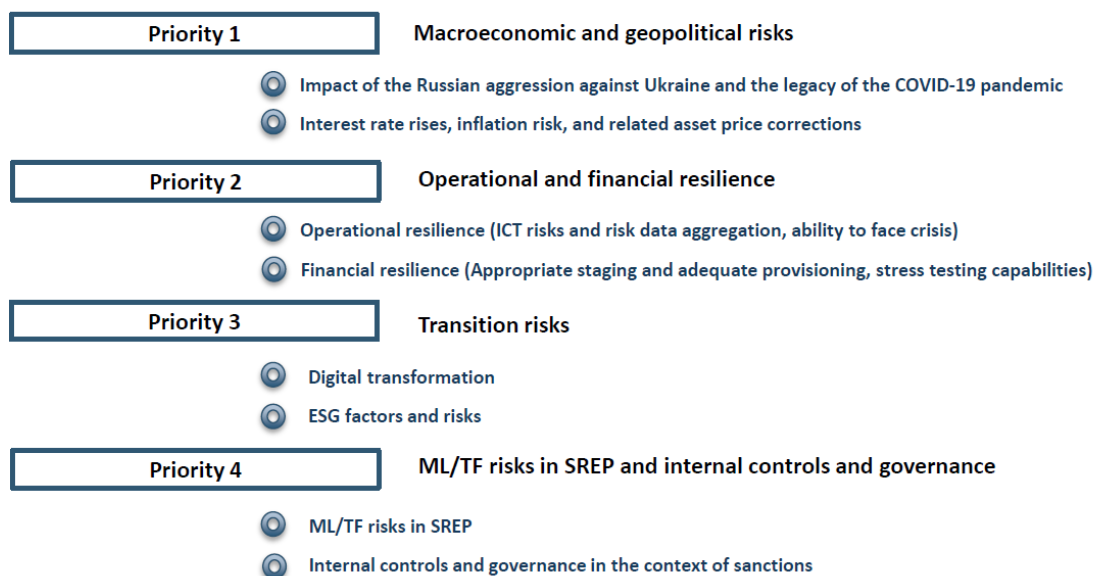 Priority 1
Macroeconomic and geopolitical risks
Impact of the Russian aggression against Ukraine and the legacy of the COVID-19 pandemic
Interest rate rises, inflation risk, and related asset price corrections
Priority 2
Operational and financial resilience
Operational resilience (ICT risks and risk data aggregation, ability to face crisis)
Financial resilience (Appropriate staging and adequate provisioning, stress testing capabilities)
Priority 3
Transition risks
Digital transformation
ESG factors and risks
Priority 4
ML/TF risks in SREP and internal controls and governance
ML/TF risks in SREP
Internal controls and governance in the context of sanctions